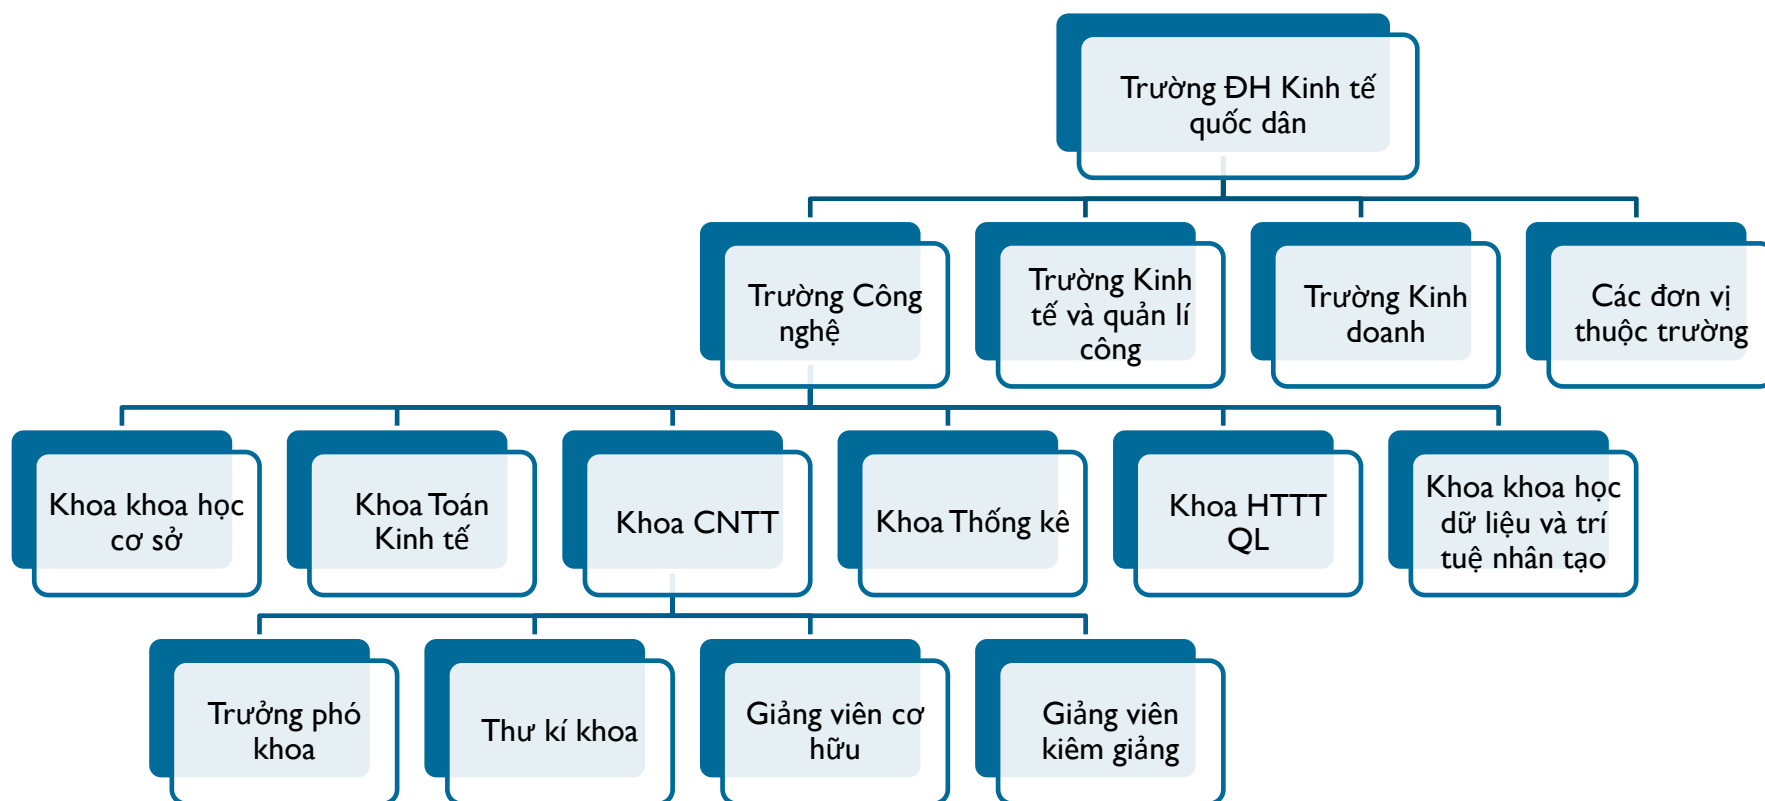 Trường ĐH Kinh tế
quốc dân
Trường Công
nghệ
Trường Kinh
tế và quản lí
công
Trường Kinh
doanh
Các đơn vị
thuộc trường
Khoa khoa học
cơ sở
Khoa Toán
Kinh tế
Khoa CNTT
Khoa Thống kê
Khoa HTTT
QL
Khoa khoa học
dữ liệu và trí
tuệ nhân tạo
Trưởng phó
khoa
Thư kí khoa
Giảng viên cơ
hữu
Giảng viên
kiêm giảng